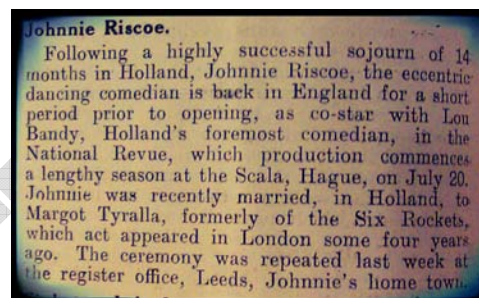 Johnnie Riscoe.
Following a highly successful sojourn of 14
months in Holland, Johnnie Riscoe, the eccentric
dancing comedian is back in England for a short
period prior to opening, as co-star with Lou
Bandy, Holland's foremost comedian, in the
National Revue, which production commences
a lengthy season at the Scala, Hague, on July 20.
Johnnie was recently married, in Holland, to
Margot Tyralla, formerly of the Six Rockets,
which act appeared in London some four years
ago. The ceremony was repeated last week at
the register office, Leeds, Johnnie's home town.